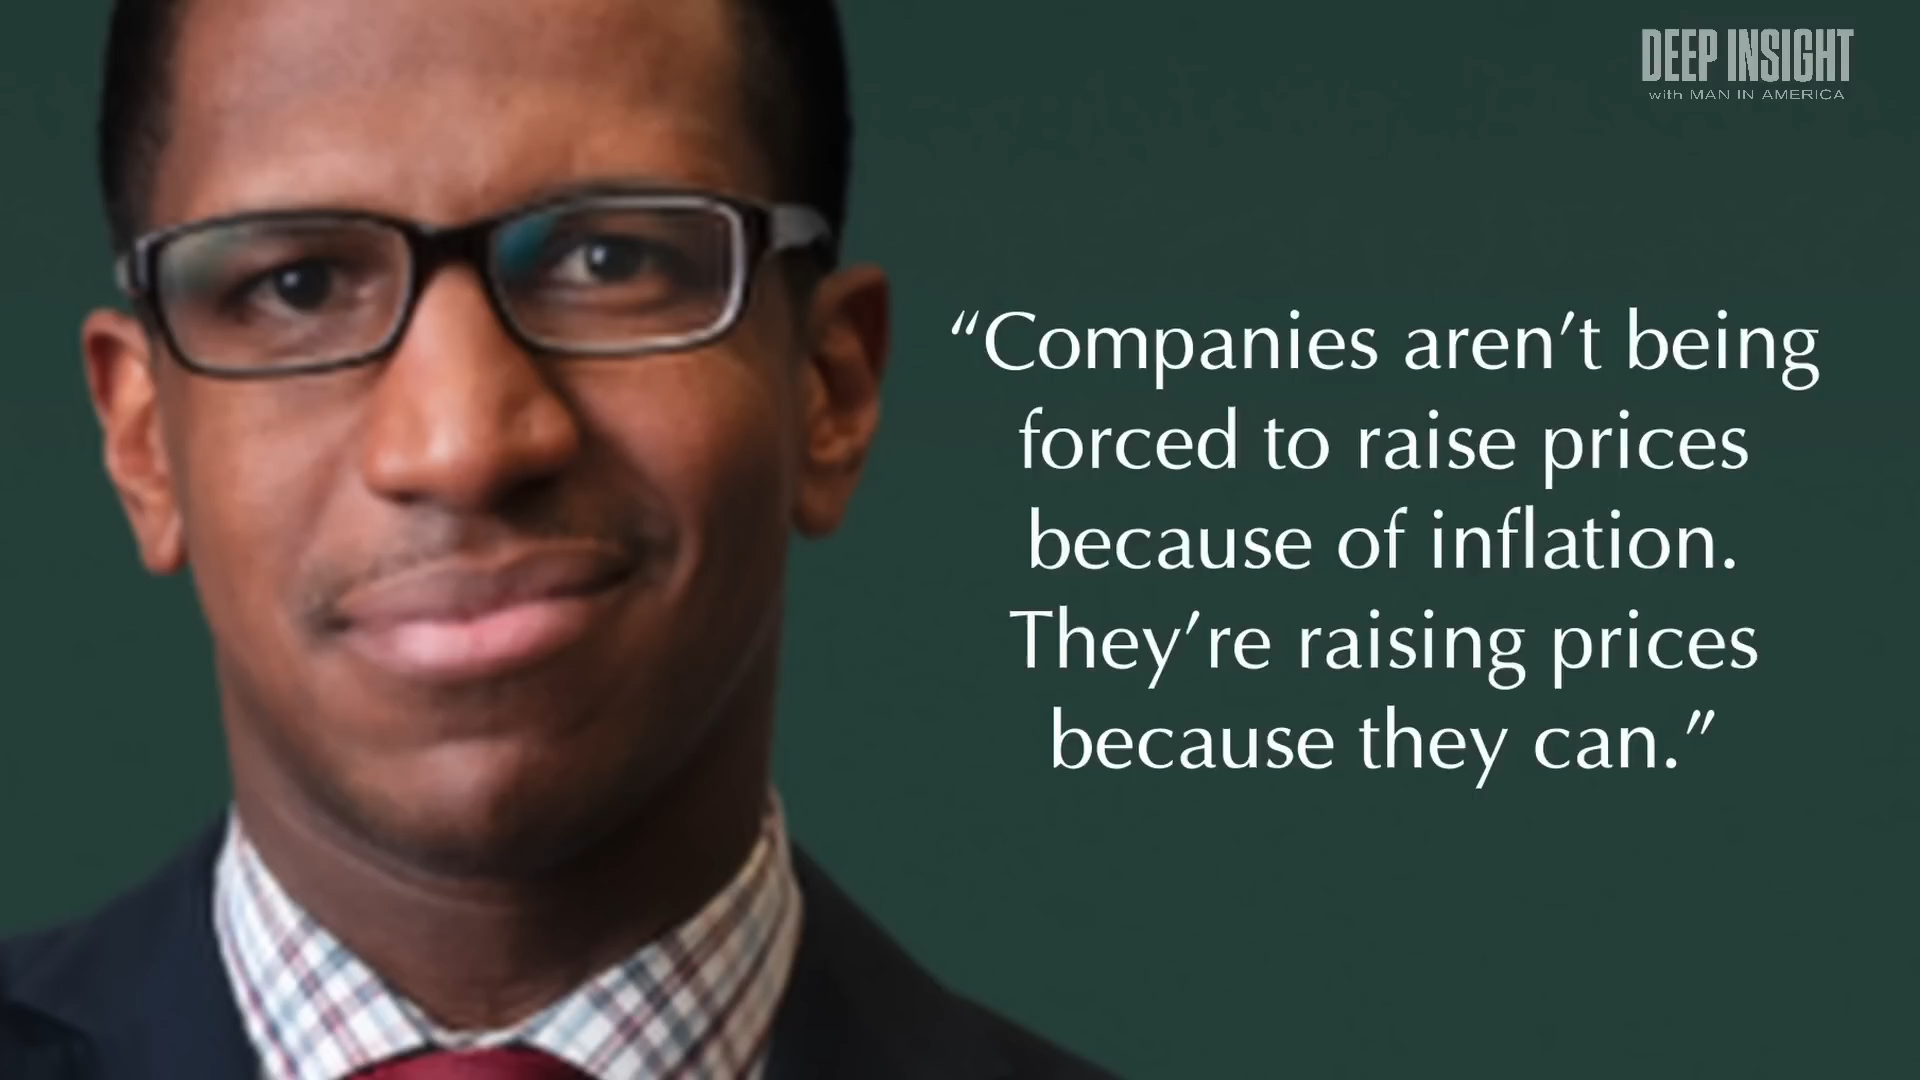 DEEP INSIGHT
with MAN IN AMERICA
“Companies aren’t being
forced to raise prices
because of inflation.
They’re raising prices
because they can.”